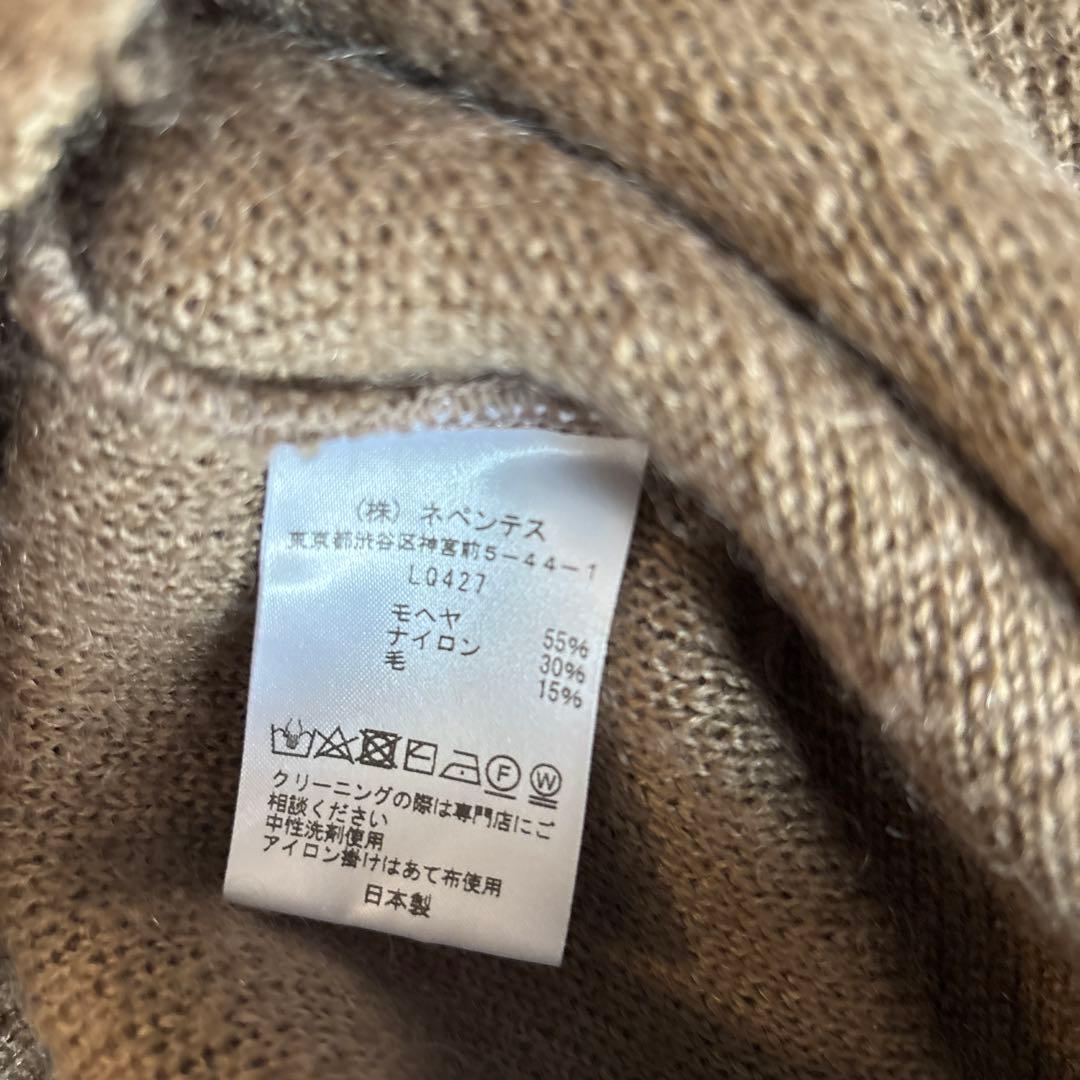 (株) ネペンテス
東京都渋谷区神宮前5-44-1
LQ427
モヘヤ 55%
ナイロン 30%
毛 15%
F W
クリーニングの際は専門店にご
相談ください
中性洗剤使用
アイロン掛けはあて布使用
日本製